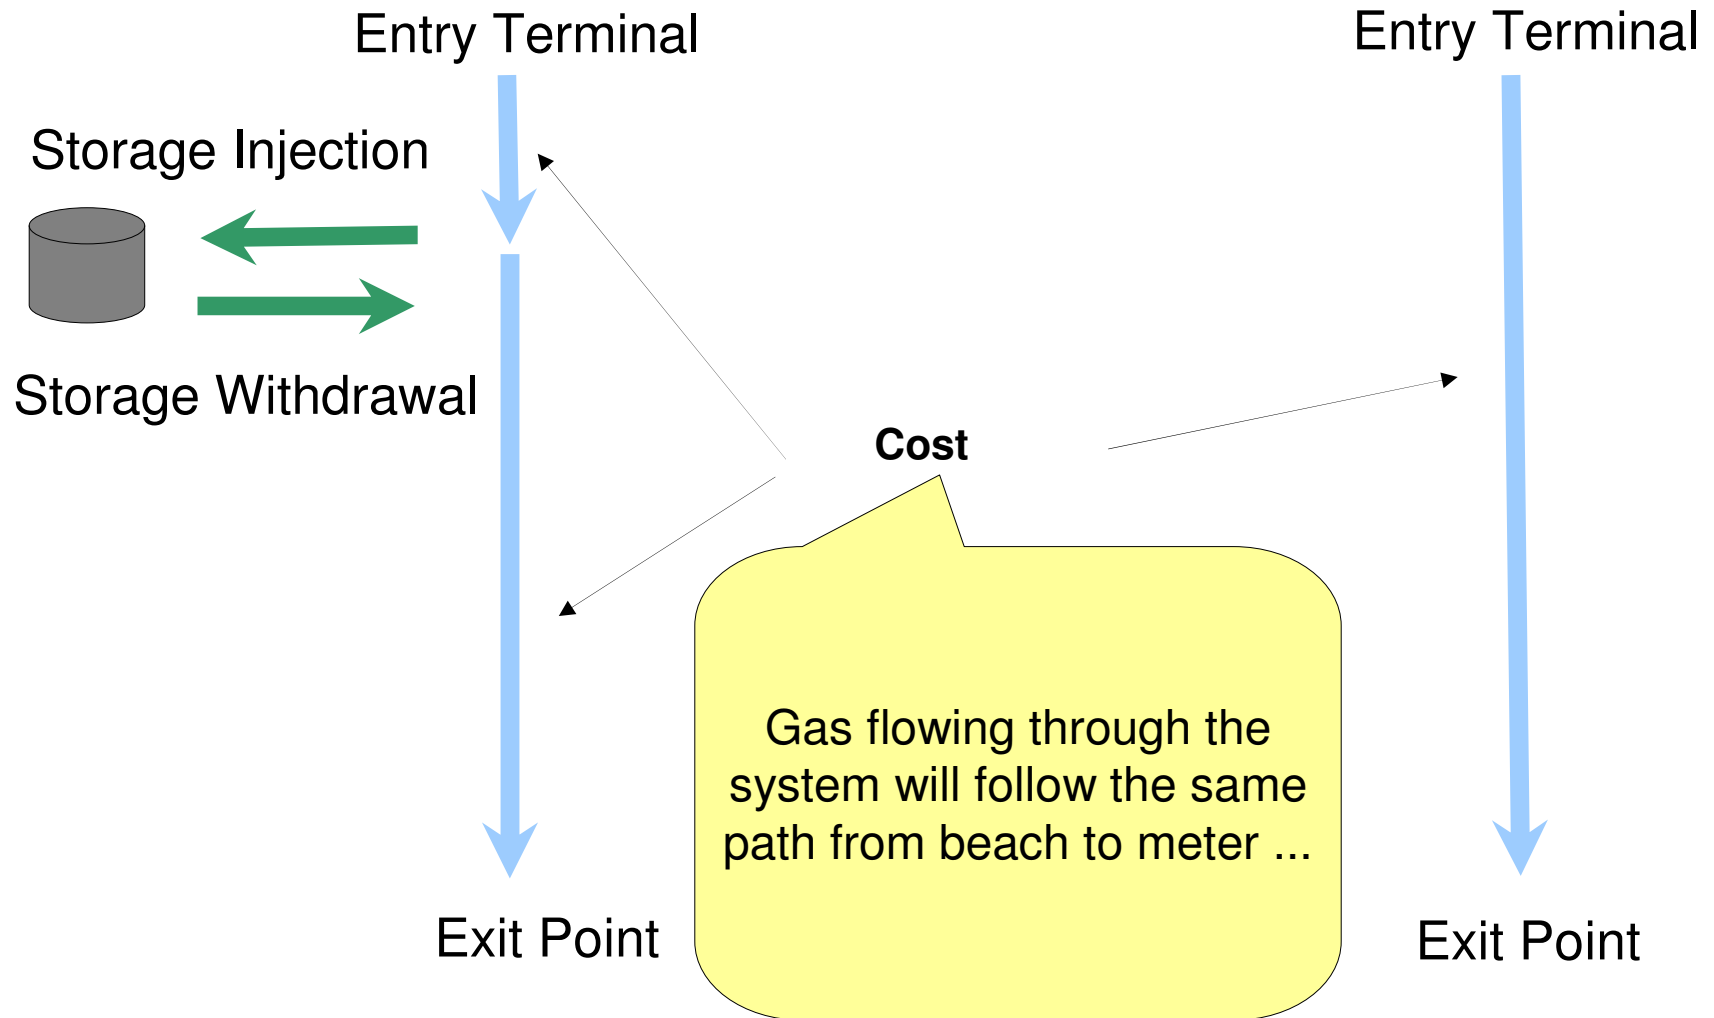 Entry Terminal
Entry Terminal
Storage Injection
Storage Withdrawal
Cost
Gas flowing through the
system will follow the same
path from beach to meter ...
Exit Point
Exit Point